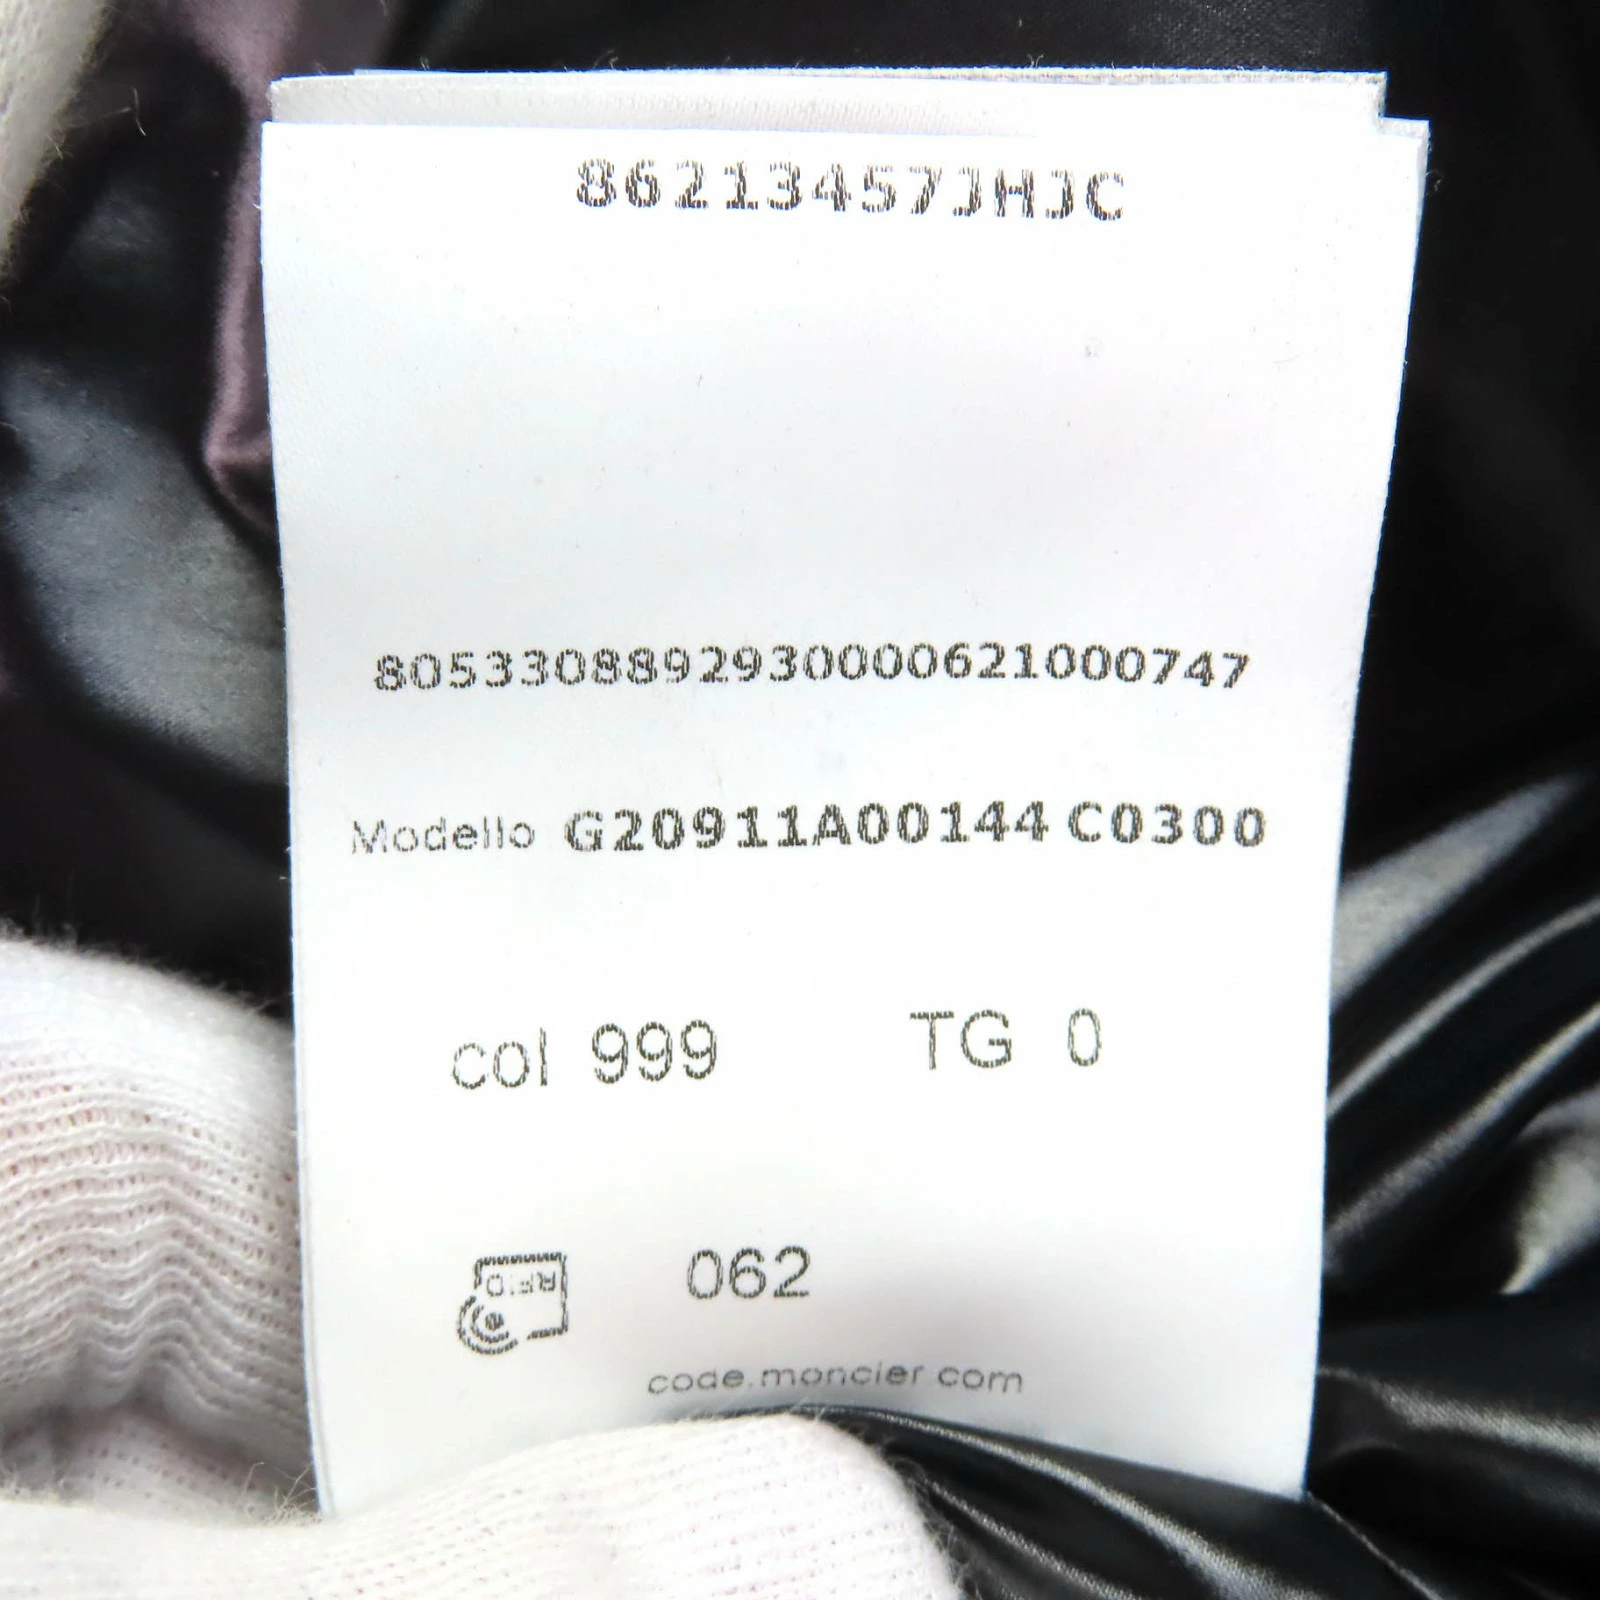 86213457JHJC
8053308892930000621000747
Modello G20911A00144 C0300
col 999 TG 0
RFID
062
code.moncler.com